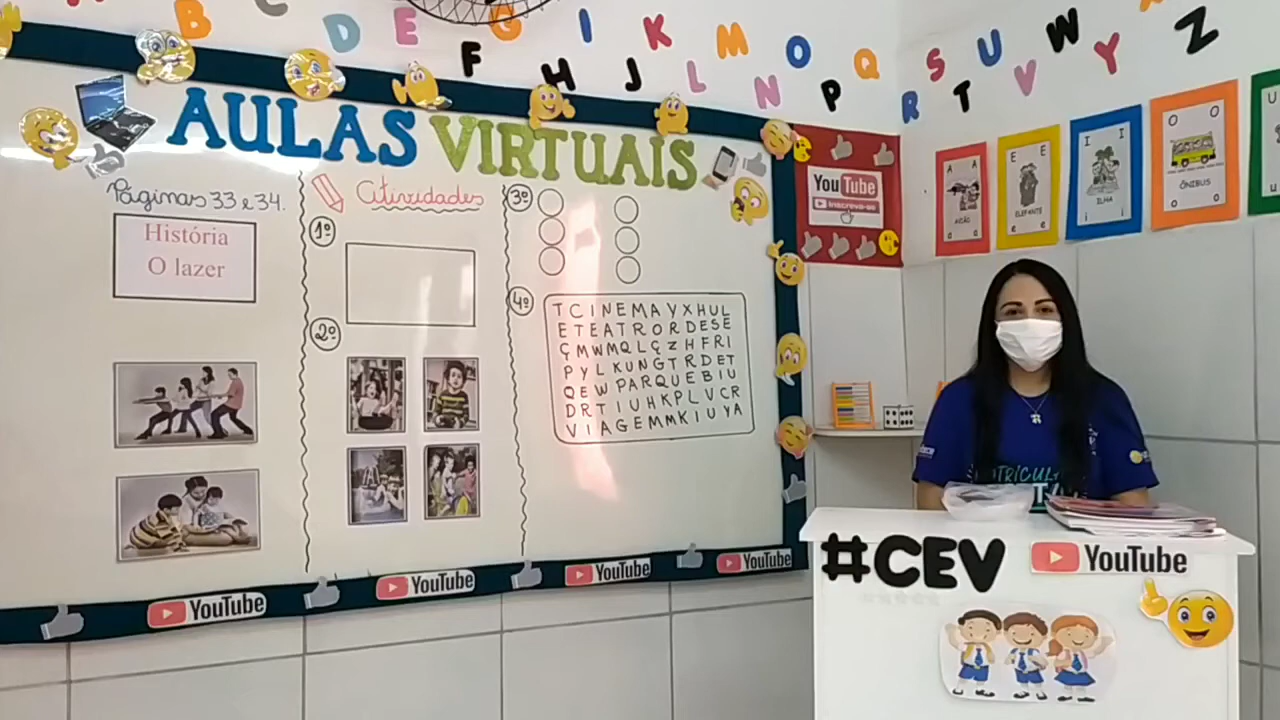 B C D E F G H I J K L M N O P Q R S T U V W Y Z
AULAS VIRTUAIS
Páginas 33 e 34.
História
O lazer
Atividades
1º
2º
3º
4º
TCINEMAYXHUL
ETEATRORDESE
ÇMWMQLÇZHFRI
PYLKUNGTRDET
QEWPARQUEBIU
DRTIUHKPLVCR
VIAGEMMKIUYA
YouTube
Inscreva-se
A A
a a
E E
ELEFANTE
e e
I I
ILHA
i i
O O
ÔNIBUS
o o
U
u
MATRÍCULA
#CEV
YouTube
YouTube
YouTube
YouTube
YouTube